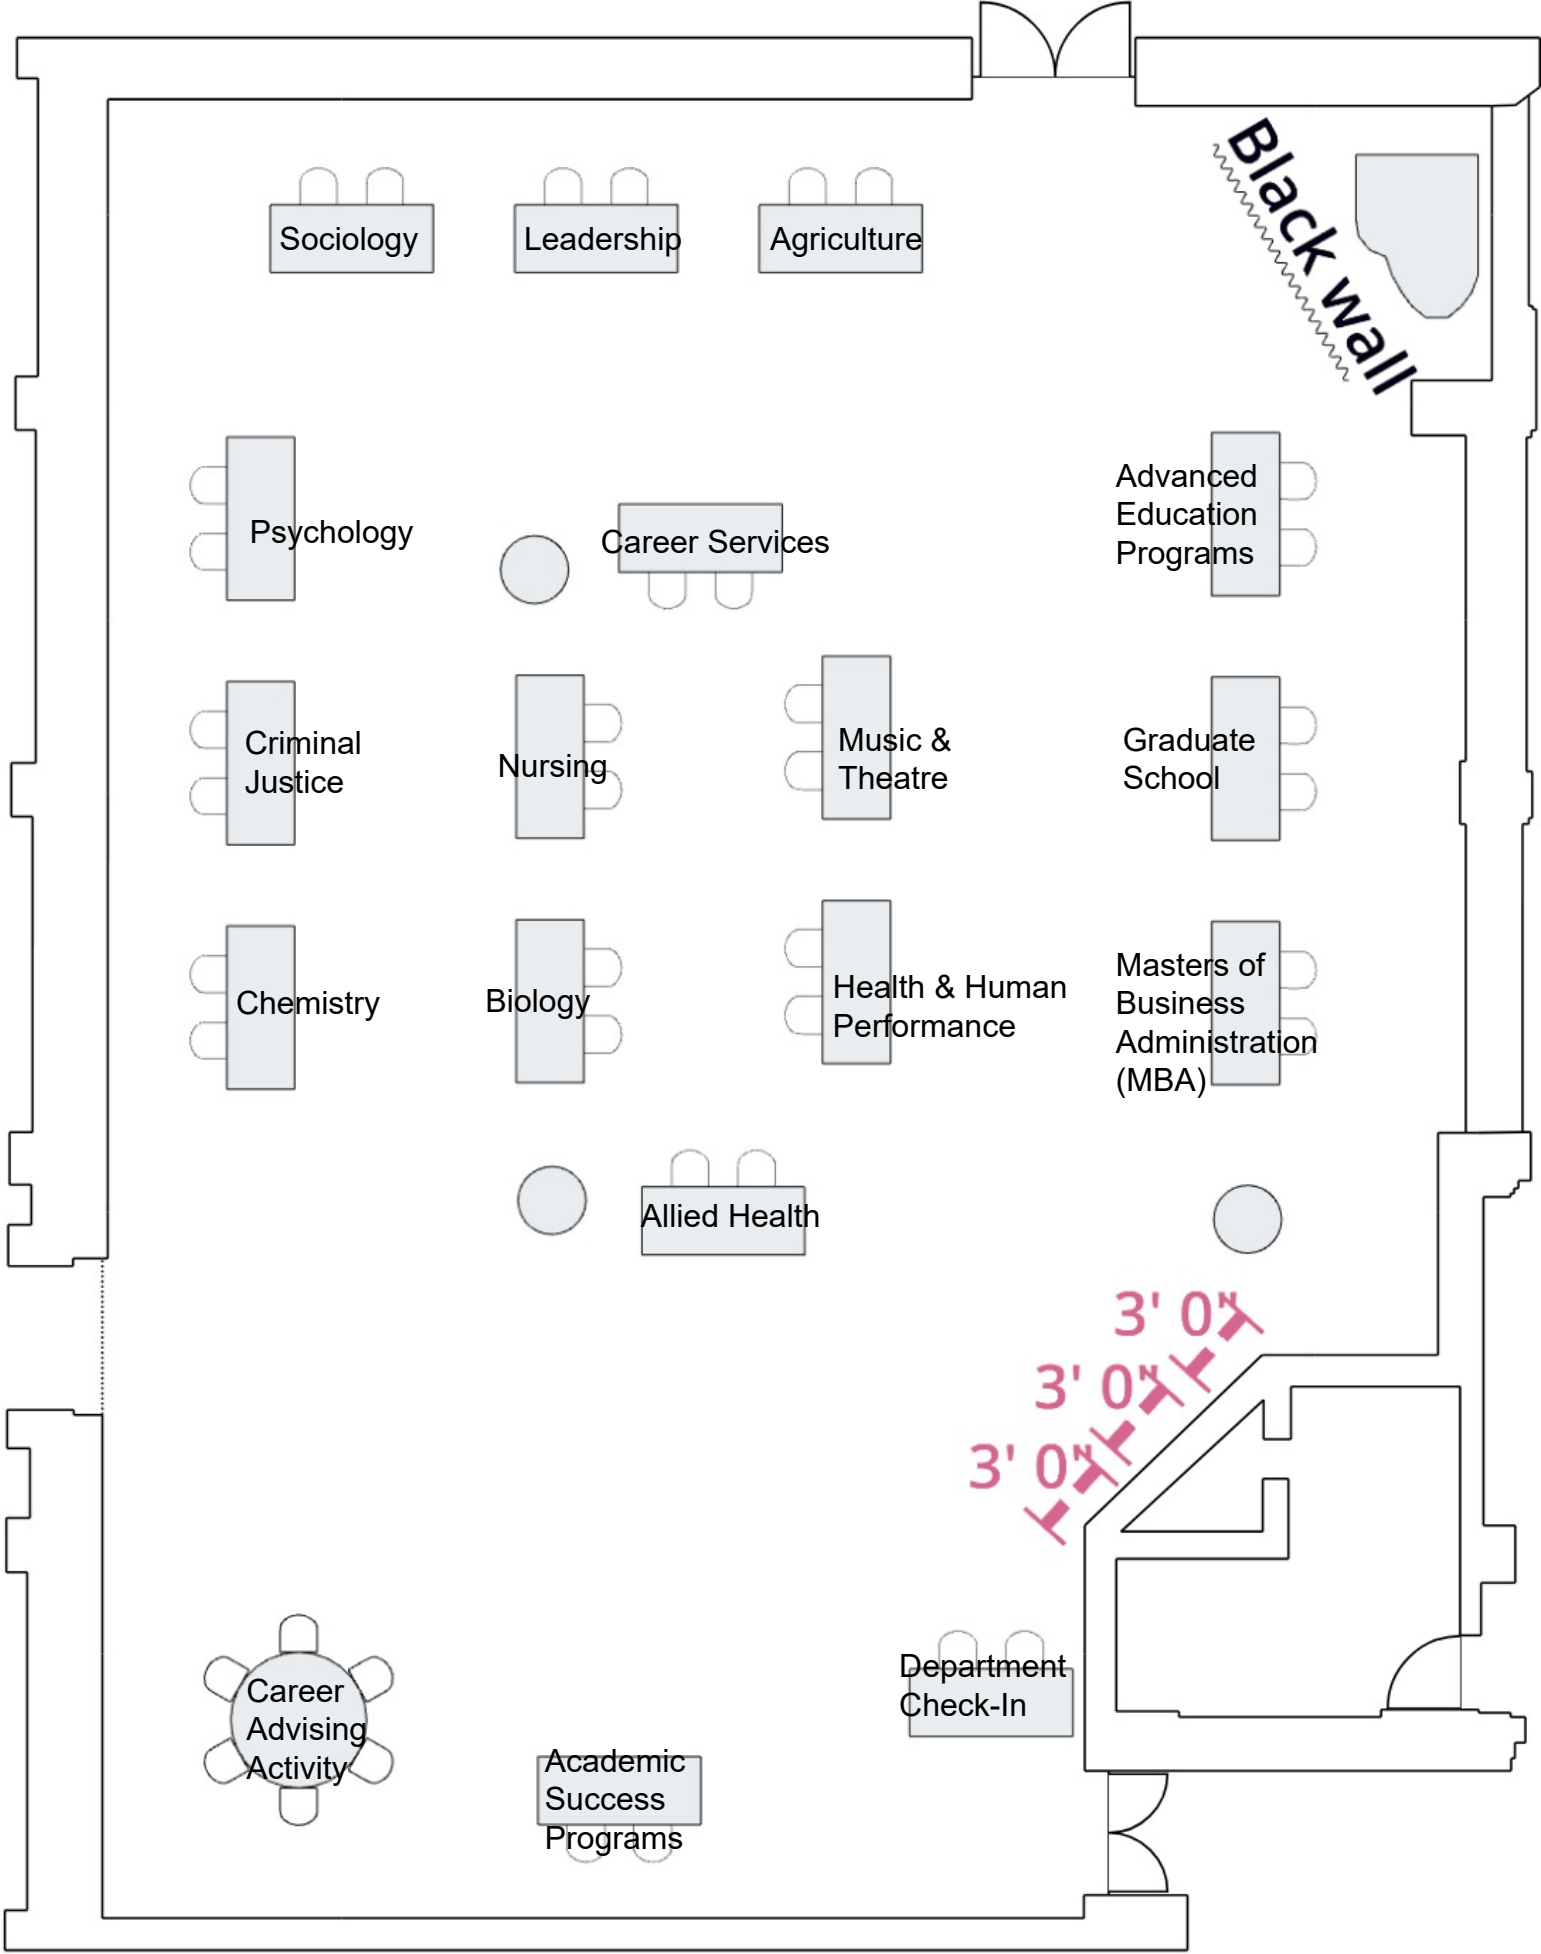 Black wall
Sociology
Leadership
Agriculture
Psychology
Career Services
Advanced
Education
Programs
Criminal
Justice
Nursing
Music &
Theatre
Graduate
School
Chemistry
Biology
Health & Human
Performance
Masters of
Business
Administration
(MBA)
Allied Health
3' 0"
3' 0"
3' 0"
Career
Advising
Activity
Department
Check-In
Academic
Success
Programs